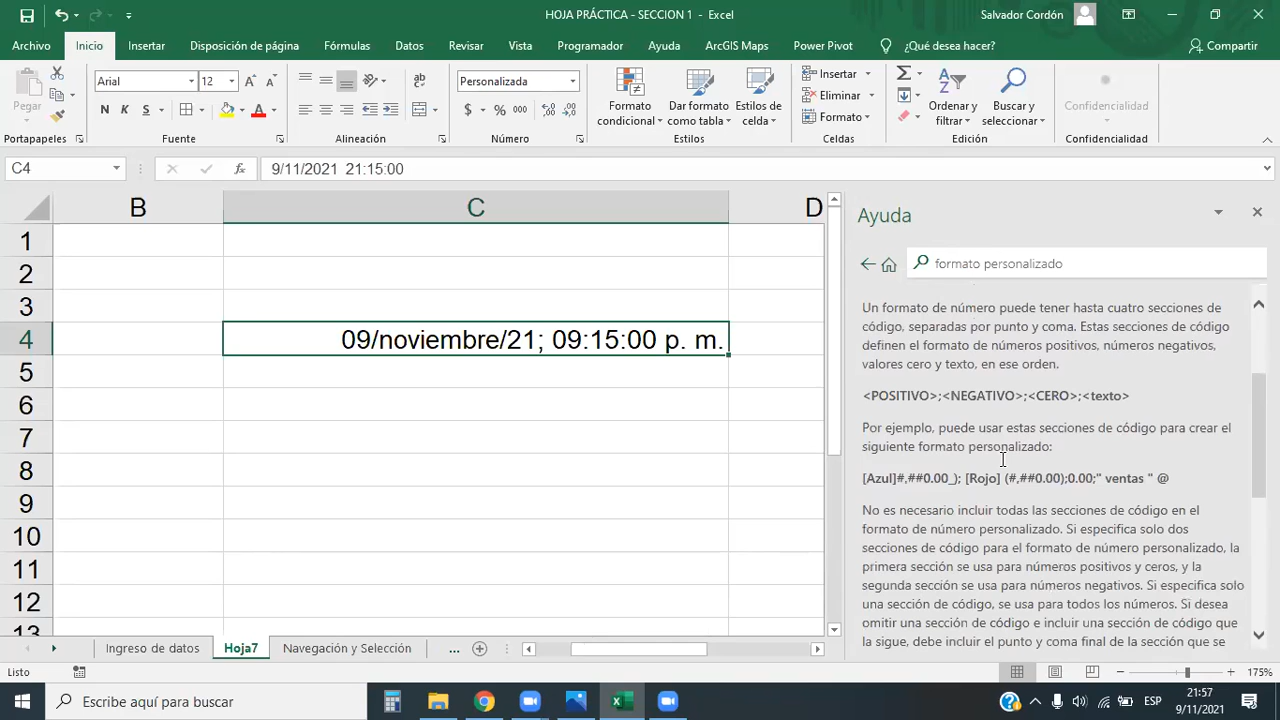 HOJA PRÁCTICA - SECCION 1 - Excel
Salvador Cordón
Archivo Inicio Insertar Disposición de página Fórmulas Datos Revisar Vista Programador Ayuda ArcGIS Maps Power Pivot ¿Qué desea hacer? Compartir
Pegar
Portapapeles
Arial 12
N K S
Fuente
ab
Alineación
Personalizada
$ % 000
Número
Formato condicional
Dar formato como tabla
Estilos de celda
Estilos
Insertar
Eliminar
Formato
Celdas
Ordenar y filtrar
Buscar y seleccionar
Edición
Confidencialidad
Confidencialidad
C4 fx 9/11/2021 21:15:00
B C D
1
2
3
4 09/noviembre/21; 09:15:00 p. m.
5
6
7
8
9
10
11
12
13
Ayuda
formato personalizado
Un formato de número puede tener hasta cuatro secciones de
código, separadas por punto y coma. Estas secciones de código
definen el formato de números positivos, números negativos,
valores cero y texto, en ese orden.
<POSITIVO>;<NEGATIVO>;<CERO>;<texto>
Por ejemplo, puede usar estas secciones de código para crear el
siguiente formato personalizado:
[Azul]#,##0.00_); [Rojo] (#,##0.00);0.00;" ventas " @
No es necesario incluir todas las secciones de código en el
formato de número personalizado. Si especifica solo dos
secciones de código para el formato de número personalizado, la
primera sección se usa para números positivos y ceros, y la
segunda sección se usa para números negativos. Si especifica solo
una sección de código, se usa para todos los números. Si desea
omitir una sección de código e incluir una sección de código que
la sigue, debe incluir el punto y coma final de la sección que se
Ingreso de datos Hoja7 Navegación y Selección ...
Listo 175%
Escribe aquí para buscar
ESP
21:57
9/11/2021